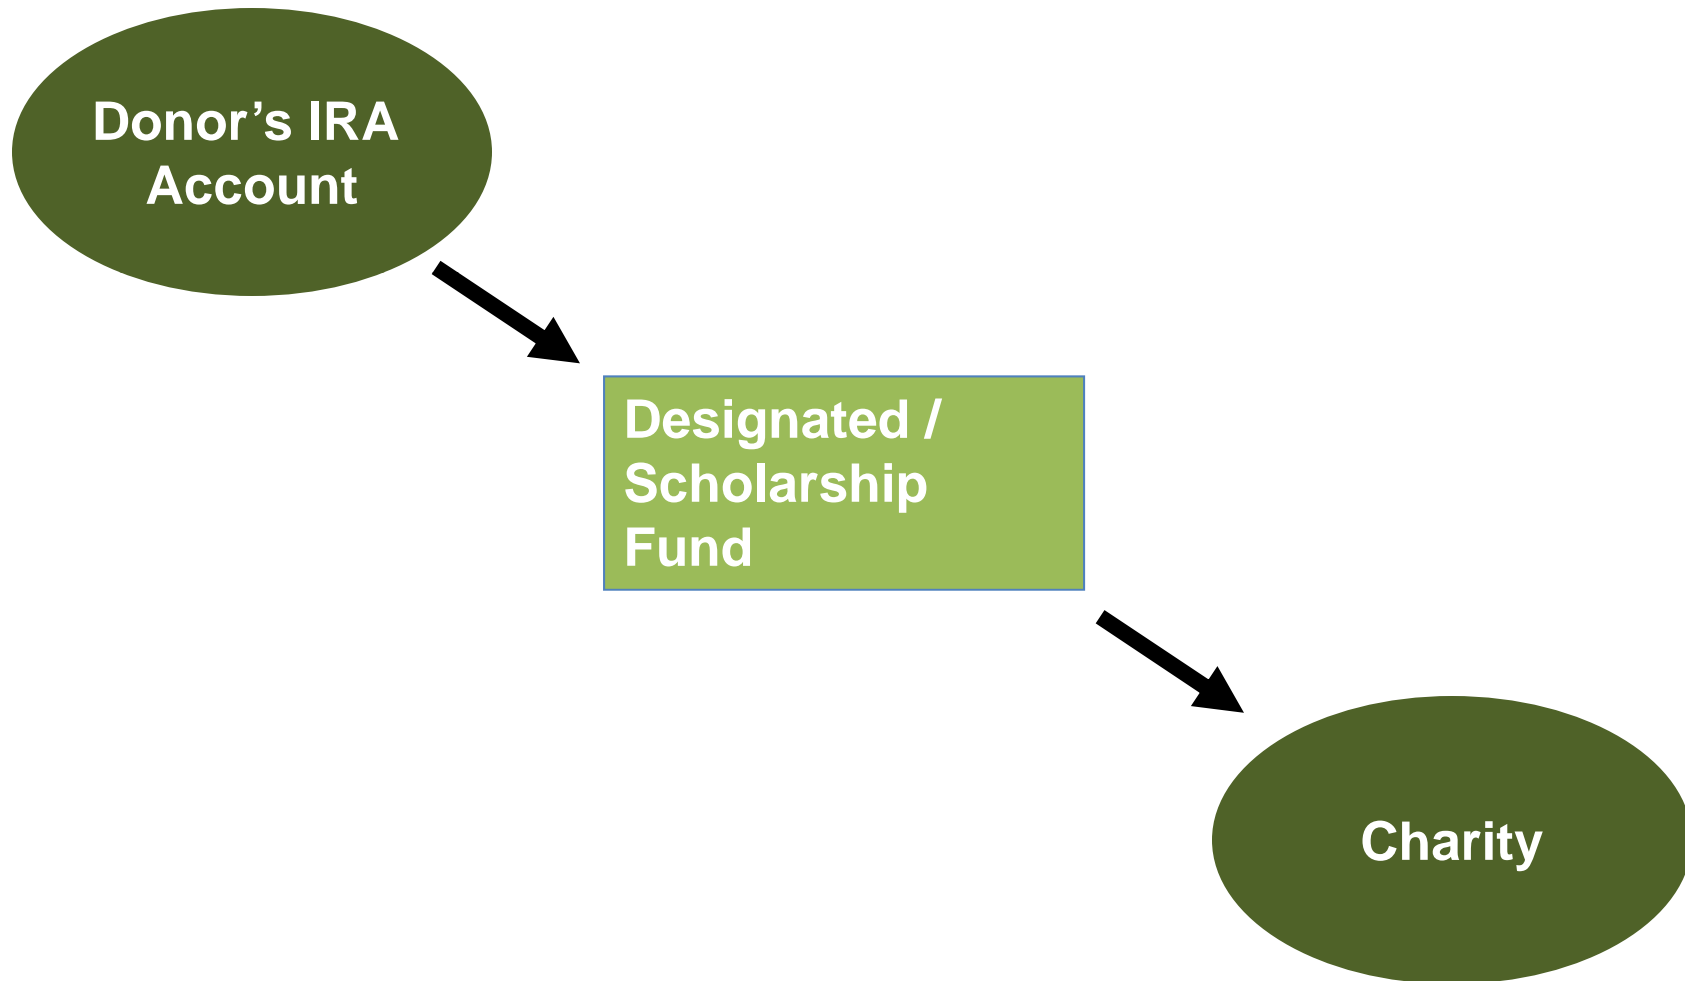 Donor’s IRA
Account
Designated /
Scholarship
Fund
Charity